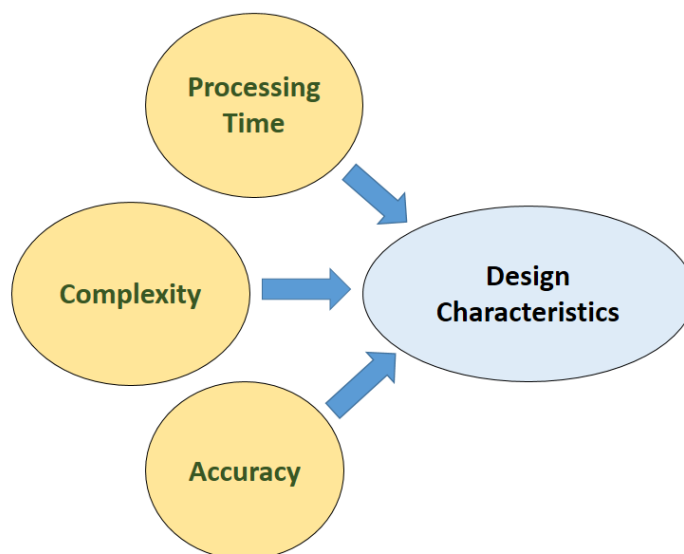 Processing
Time
Complexity
Design
Characteristics
Accuracy